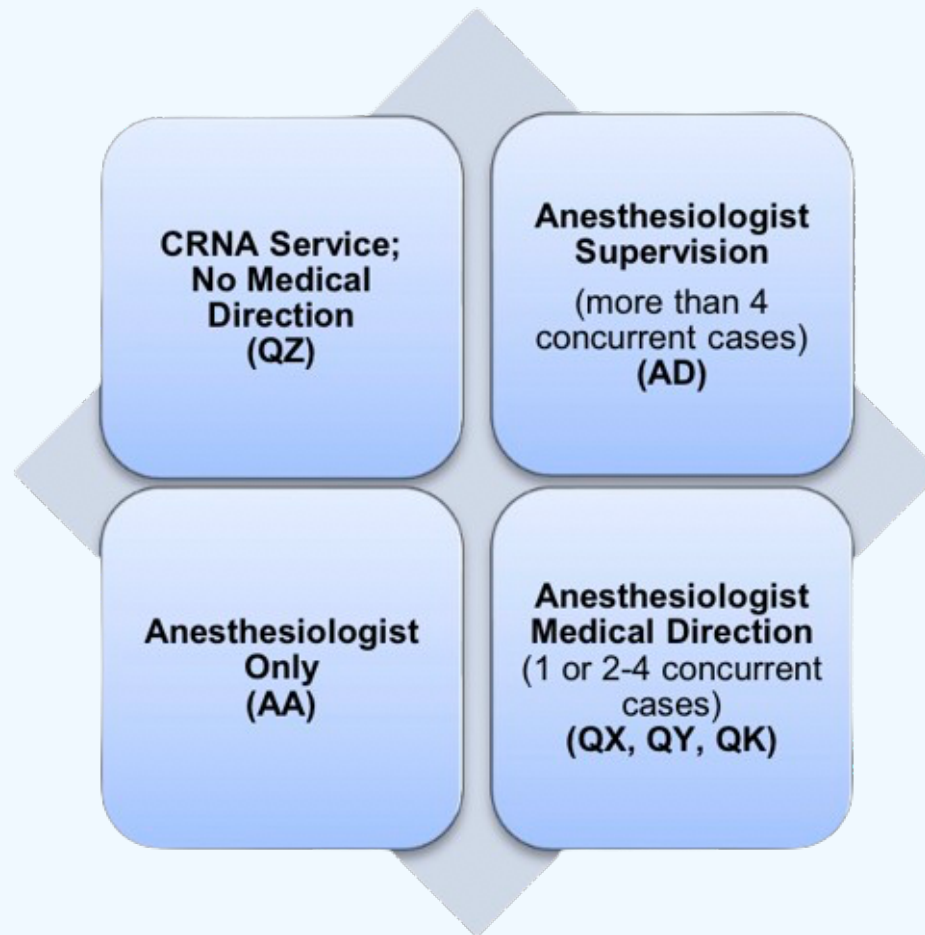 CRNA Service;
No Medical
Direction
(QZ)
Anesthesiologist
Supervision
(more than 4
concurrent cases)
(AD)
Anesthesiologist
Only
(AA)
Anesthesiologist
Medical Direction
(1 or 2-4 concurrent
cases)
(QX, QY, QK)